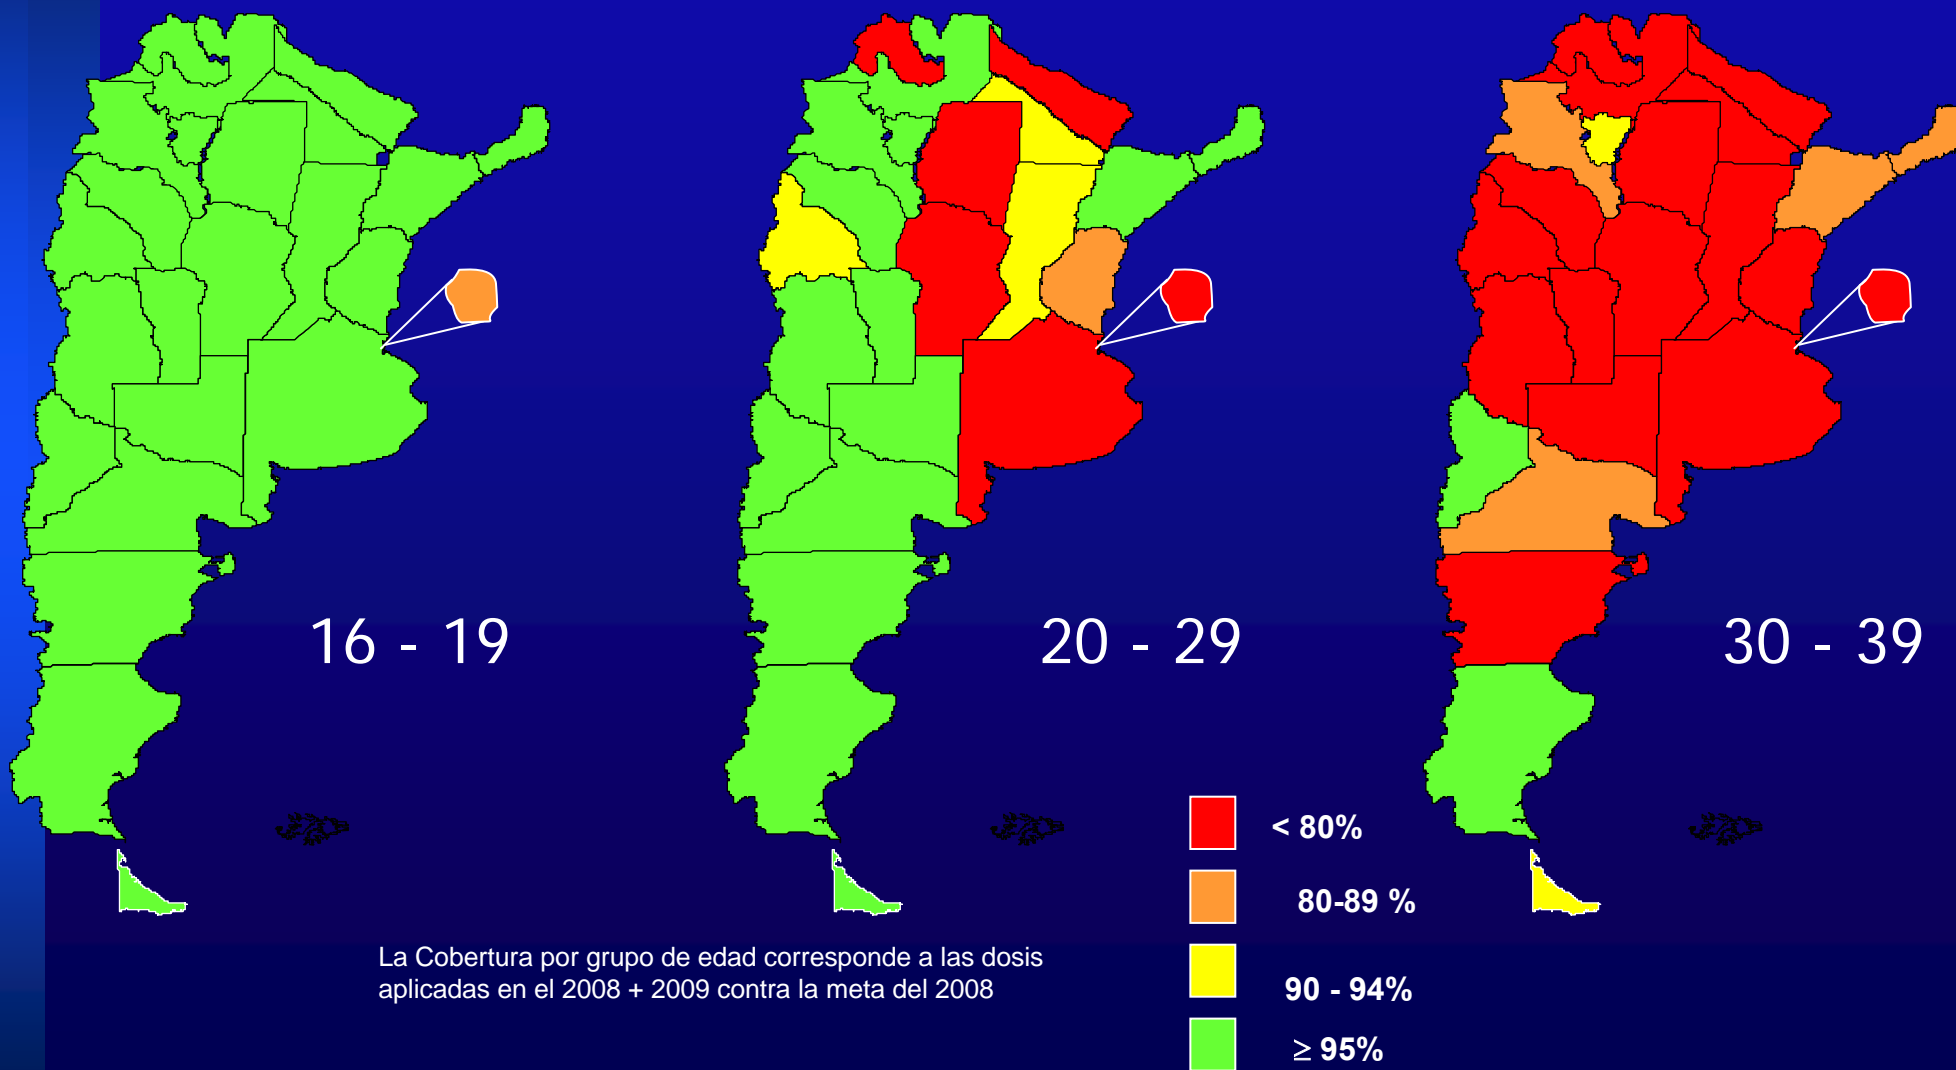 16 - 19
20 - 29
30 - 39
< 80%
80-89 %
90 - 94%
≥ 95%
La Cobertura por grupo de edad corresponde a las dosis
aplicadas en el 2008 + 2009 contra la meta del 2008